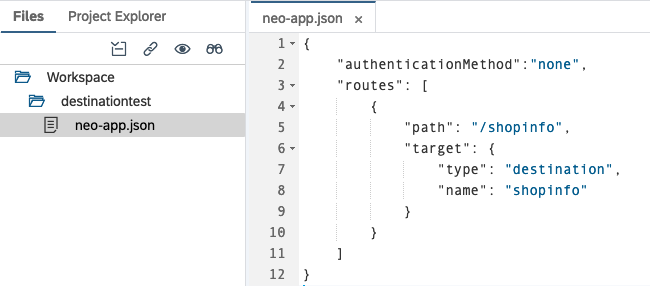 Files Project Explorer
Workspace
destinationtest
neo-app.json
neo-app.json ×
1 {
2 "authenticationMethod":"none",
3 "routes": [
4 {
5 "path": "/shopinfo",
6 "target": {
7 "type": "destination",
8 "name": "shopinfo"
9 }
10 }
11 ]
12 }